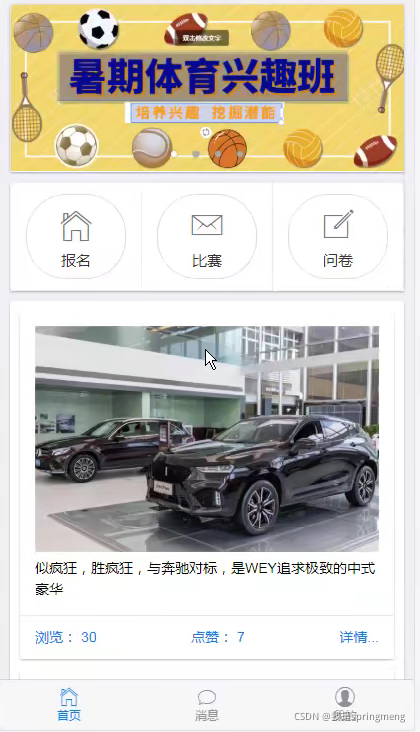 双击修改文字
暑期体育兴趣班
培养兴趣 挖掘潜能
报名
比赛
问卷
似疯狂，胜疯狂，与奔驰对标，是WEY追求极致的中式
豪华
浏览： 30
点赞： 7
详情...
首页
消息
我的
CSDN @
springmeng